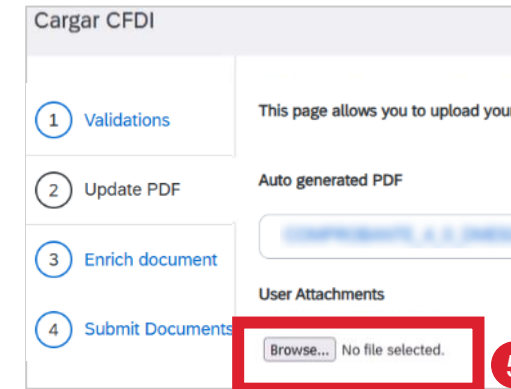 Cargar CFDI
1 Validations
2 Update PDF
3 Enrich document
4 Submit Documents
This page allows you to upload your
Auto generated PDF
User Attachments
Browse... No file selected.
5